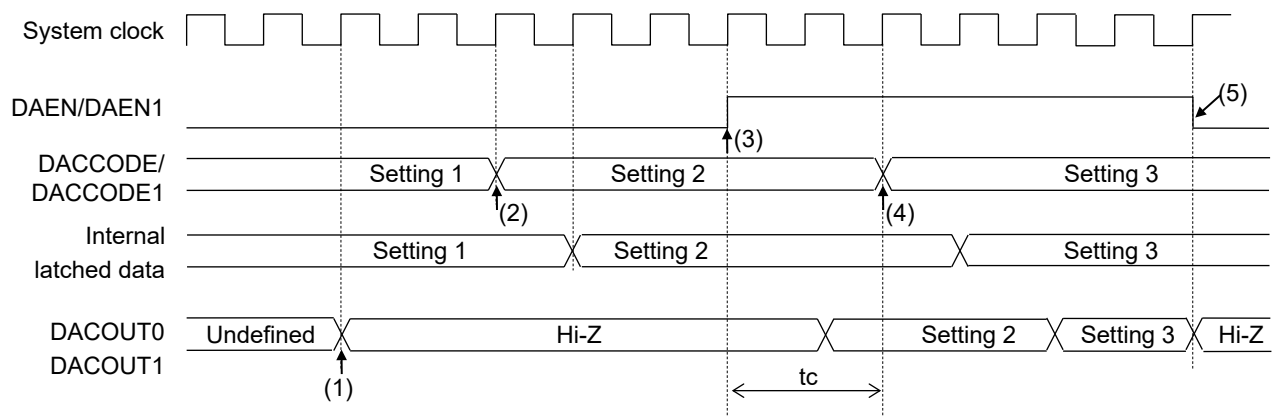 System clock
DAEN/DAEN1
(5)
(3)
DACCODE/
DACCODE1
Setting 1
Setting 2
Setting 3
(2)
(4)
Internal
latched data
Setting 1
Setting 2
Setting 3
DACOUT0
DACOUT1
Undefined
Hi-Z
Setting 2
Setting 3
Hi-Z
(1)
tc